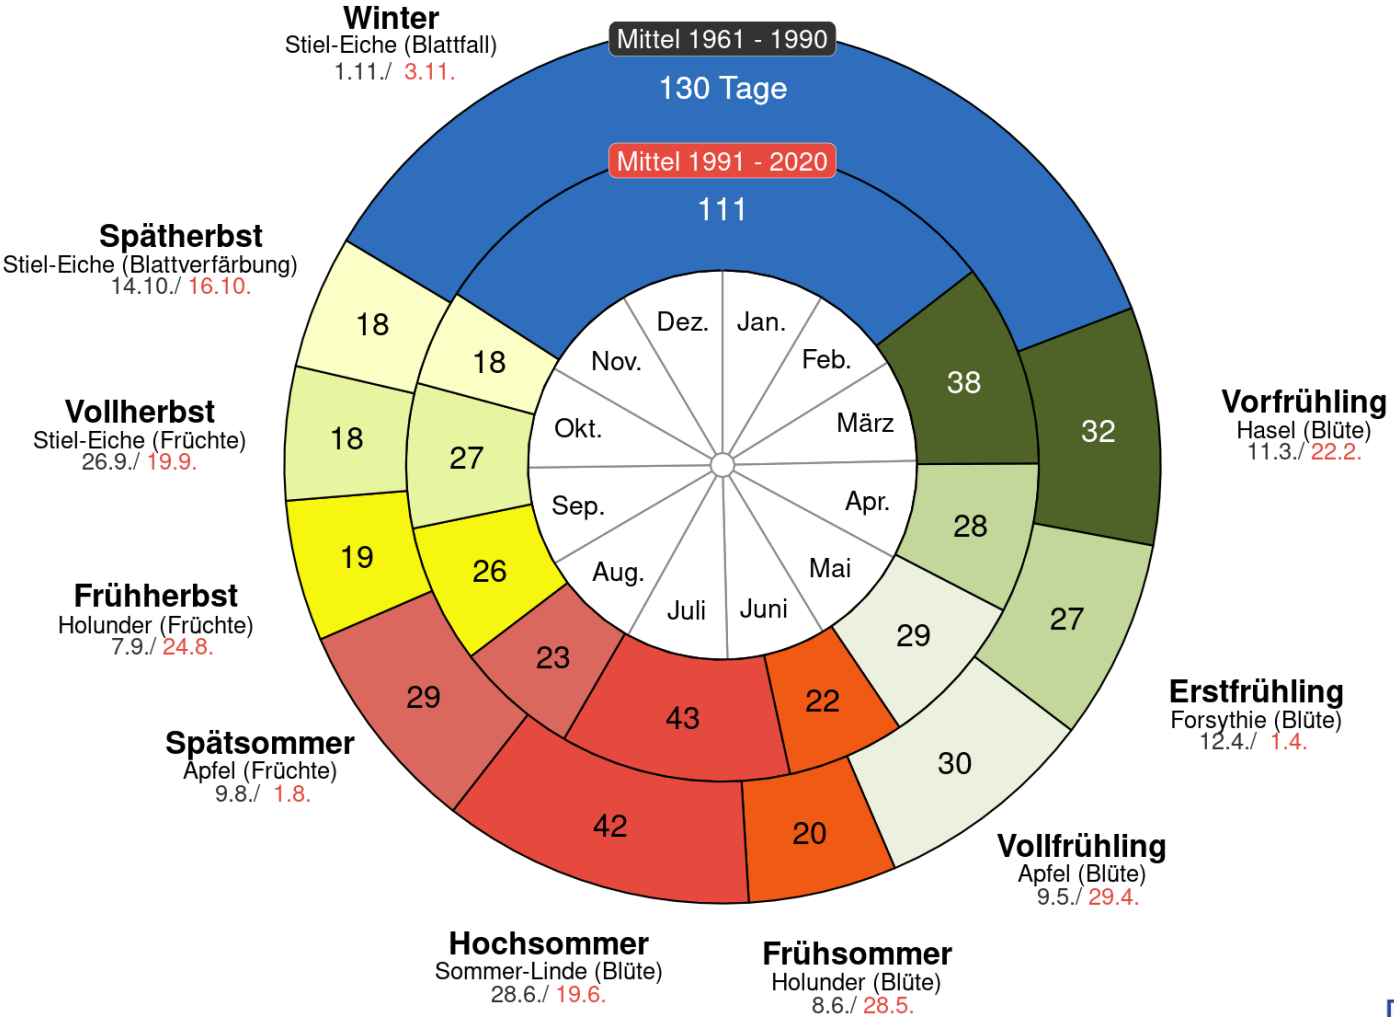 Winter
Stiel-Eiche (Blattfall)
1.11./ 3.11.
Mittel 1961 - 1990
130 Tage
Mittel 1991 - 2020
111
Spätherbst
Stiel-Eiche (Blattverfärbung)
14.10./ 16.10.
18
18
Vollherbst
Stiel-Eiche (Früchte)
26.9./ 19.9.
18
27
Frühherbst
Holunder (Früchte)
7.9./ 24.8.
19
26
Spätsommer
Apfel (Früchte)
9.8./ 1.8.
29
23
Hochsommer
Sommer-Linde (Blüte)
28.6./ 19.6.
42
43
Frühsommer
Holunder (Blüte)
8.6./ 28.5.
20
22
Vollfrühling
Apfel (Blüte)
9.5./ 29.4.
30
29
Erstfrühling
Forsythie (Blüte)
12.4./ 1.4.
27
28
Vorfrühling
Hasel (Blüte)
11.3./ 22.2.
32
38
Jan.
Feb.
März
Apr.
Mai
Juni
Juli
Aug.
Sep.
Okt.
Nov.
Dez.